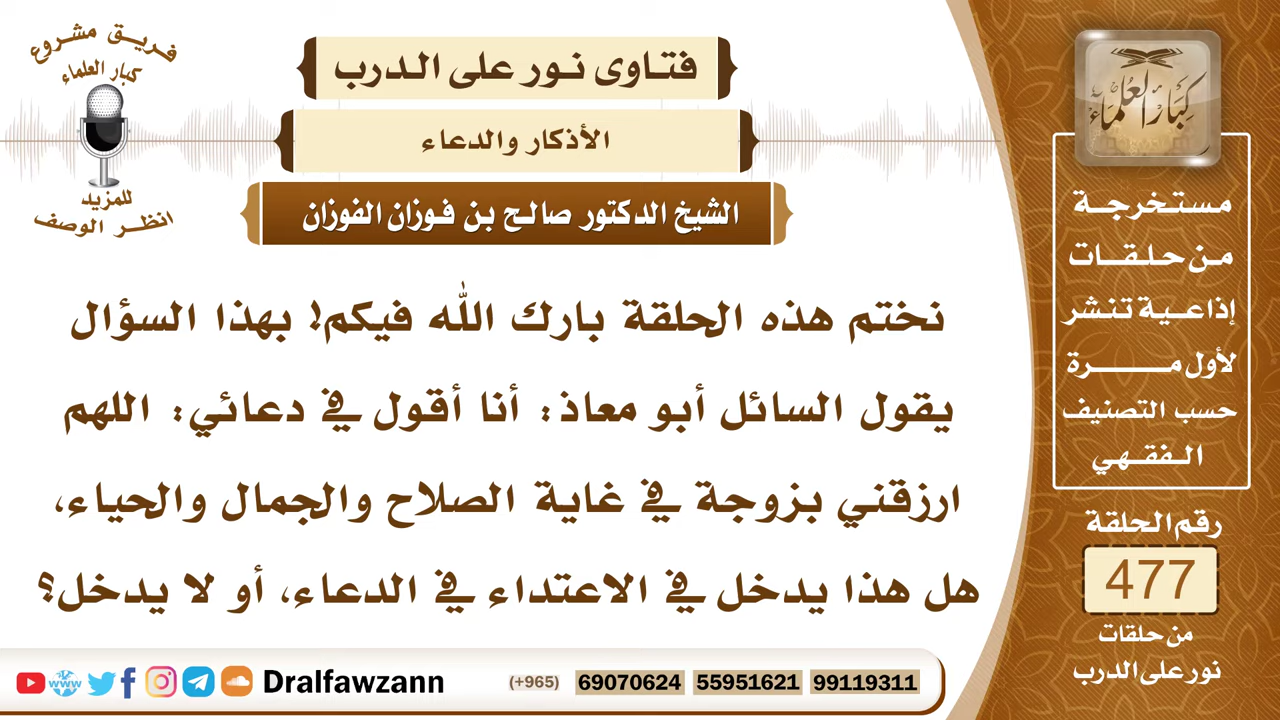 فريق مشروع
كبار العلماء
للمزيد
انظر الوصف
فتاوى نور على الدرب
الأذكار والدعاء
الشيخ الدكتور صالح بن فوزان الفوزان
نختم هذه الحلقة بارك الله فيكم! بهذا السؤال
يقول السائل أبو معاذ: أنا أقول في دعائي: اللهم
ارزقني بزوجة في غاية الصلاح والجمال والحياء،
هل هذا يدخل في الاعتداء في الدعاء، أو لا يدخل؟
كبار العلماء
مستخرجة
من حلقات
إذاعية تنشر
لأول مرة
حسب التصنيف
الفقهي
رقم الحلقة
477
من حلقات
نور على الدرب
www Dralfawzann (+965) 69070624 55951621 99119311